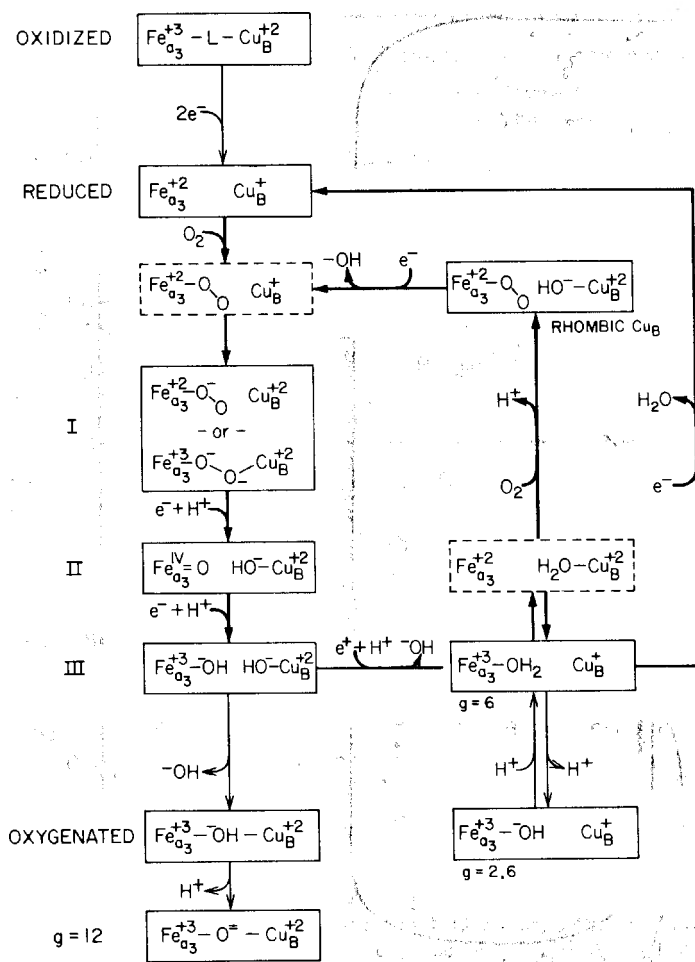 OXIDIZED Fe+3a3 – L – Cu+2B
2e-
REDUCED Fe+2a3 Cu+B
O2
Fe+2a3-O O Cu+B
-OH e-
Fe+2a3-O O HO- – Cu+2B
RHOMBIC CuB
I
Fe+2a3-O- O Cu+2B
- or -
Fe+3a3-O- O- Cu+2B
H+
O2
H2O
e-
e- + H+
II FeIVa3=O HO--Cu+2B
Fe+2a3 H2O–Cu+2B
e- + H+
III Fe+3a3--OH HO-Cu+2B
e+ + H+ -OH
Fe+3a3-OH2 Cu+B
g=6
-OH
H+ H+
OXYGENATED Fe+3a3--OH – Cu+2B
Fe+3a3--OH Cu+B
g=2,6
H+
g=12 Fe+3a3-O= – Cu+2B